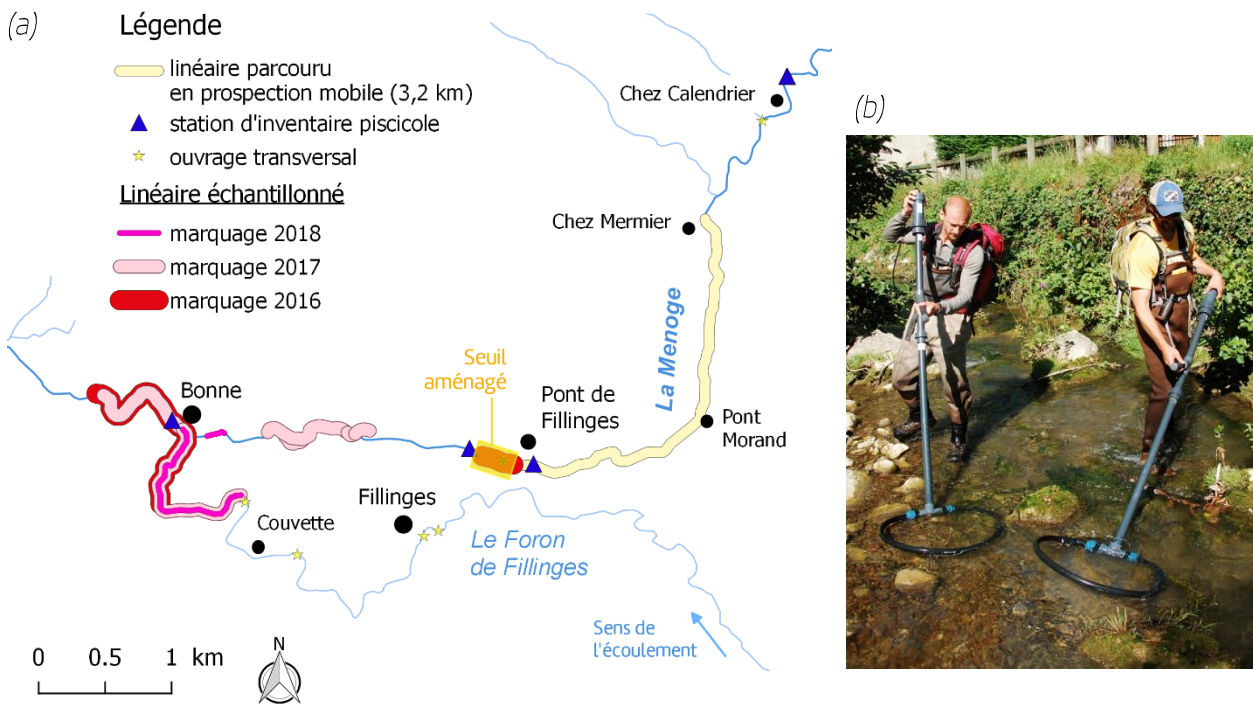 (a)
Légende
linéaire parcouru
en prospection mobile (3,2 km)
station d'inventaire piscicole
ouvrage transversal
Linéaire échantillonné
marquage 2018
marquage 2017
marquage 2016
Chez Calendrier
Chez Mermier
La Menoge
Seuil
aménagé
Pont de
Fillinges
Pont
Morand
Bonne
Fillinges
Couvette
Le Foron
de Fillinges
Sens de
l'écoulement
0 0.5 1 km
N
(b)